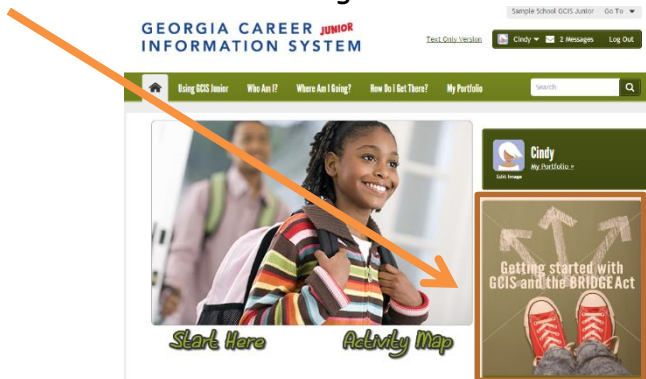 Sample School GCIS Junior Go To
GEORGIA CAREER JUNIOR
INFORMATION SYSTEM
Text Only Version
Cindy 2 Messages Log Out
Using GCIS Junior Who Am I? Where Am I Going? How Do I Get There? My Portfolio Search
Cindy
My Portfolio »
Edit Image
Getting started with
GCIS and the BRIDGE Act
Start Here Activity Map